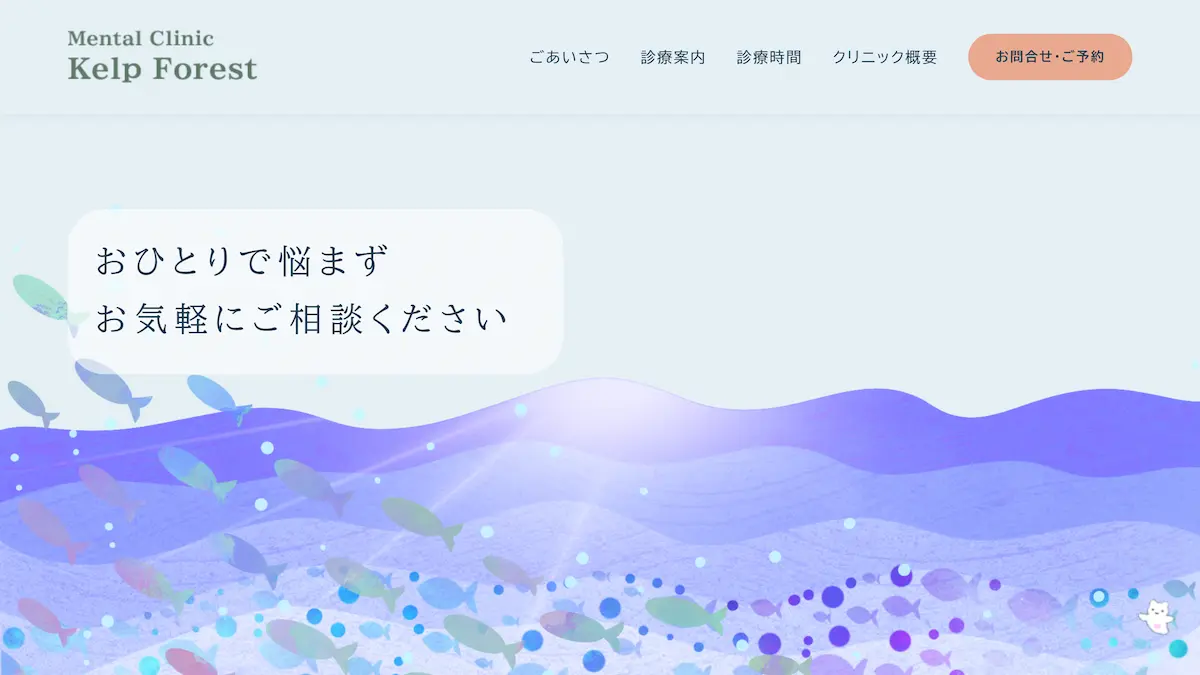 Mental Clinic
Kelp Forest
ごあいさつ
診療案内
診療時間
クリニック概要
お問合せ・ご予約
おひとりで悩まず
お気軽にご相談ください